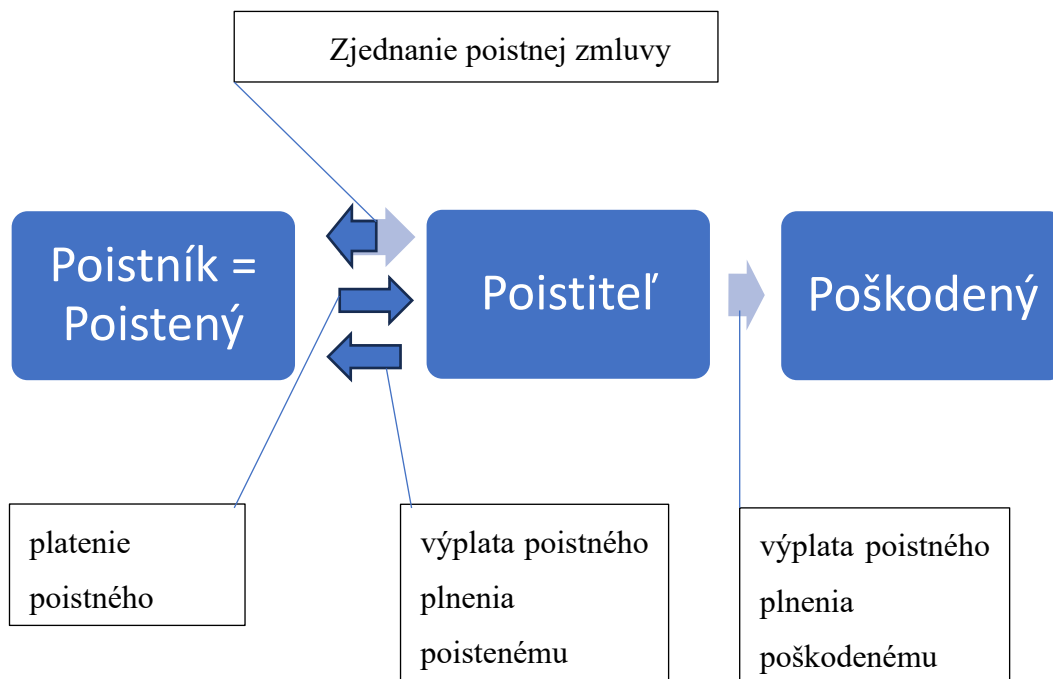 Zjednanie poistnej zmluvy
Poistník =
Poistený
Poistiteľ
Poškodený
platenie
poistného
výplata poistného
plnenia
poistenému
výplata poistného
plnenia
poškodenému